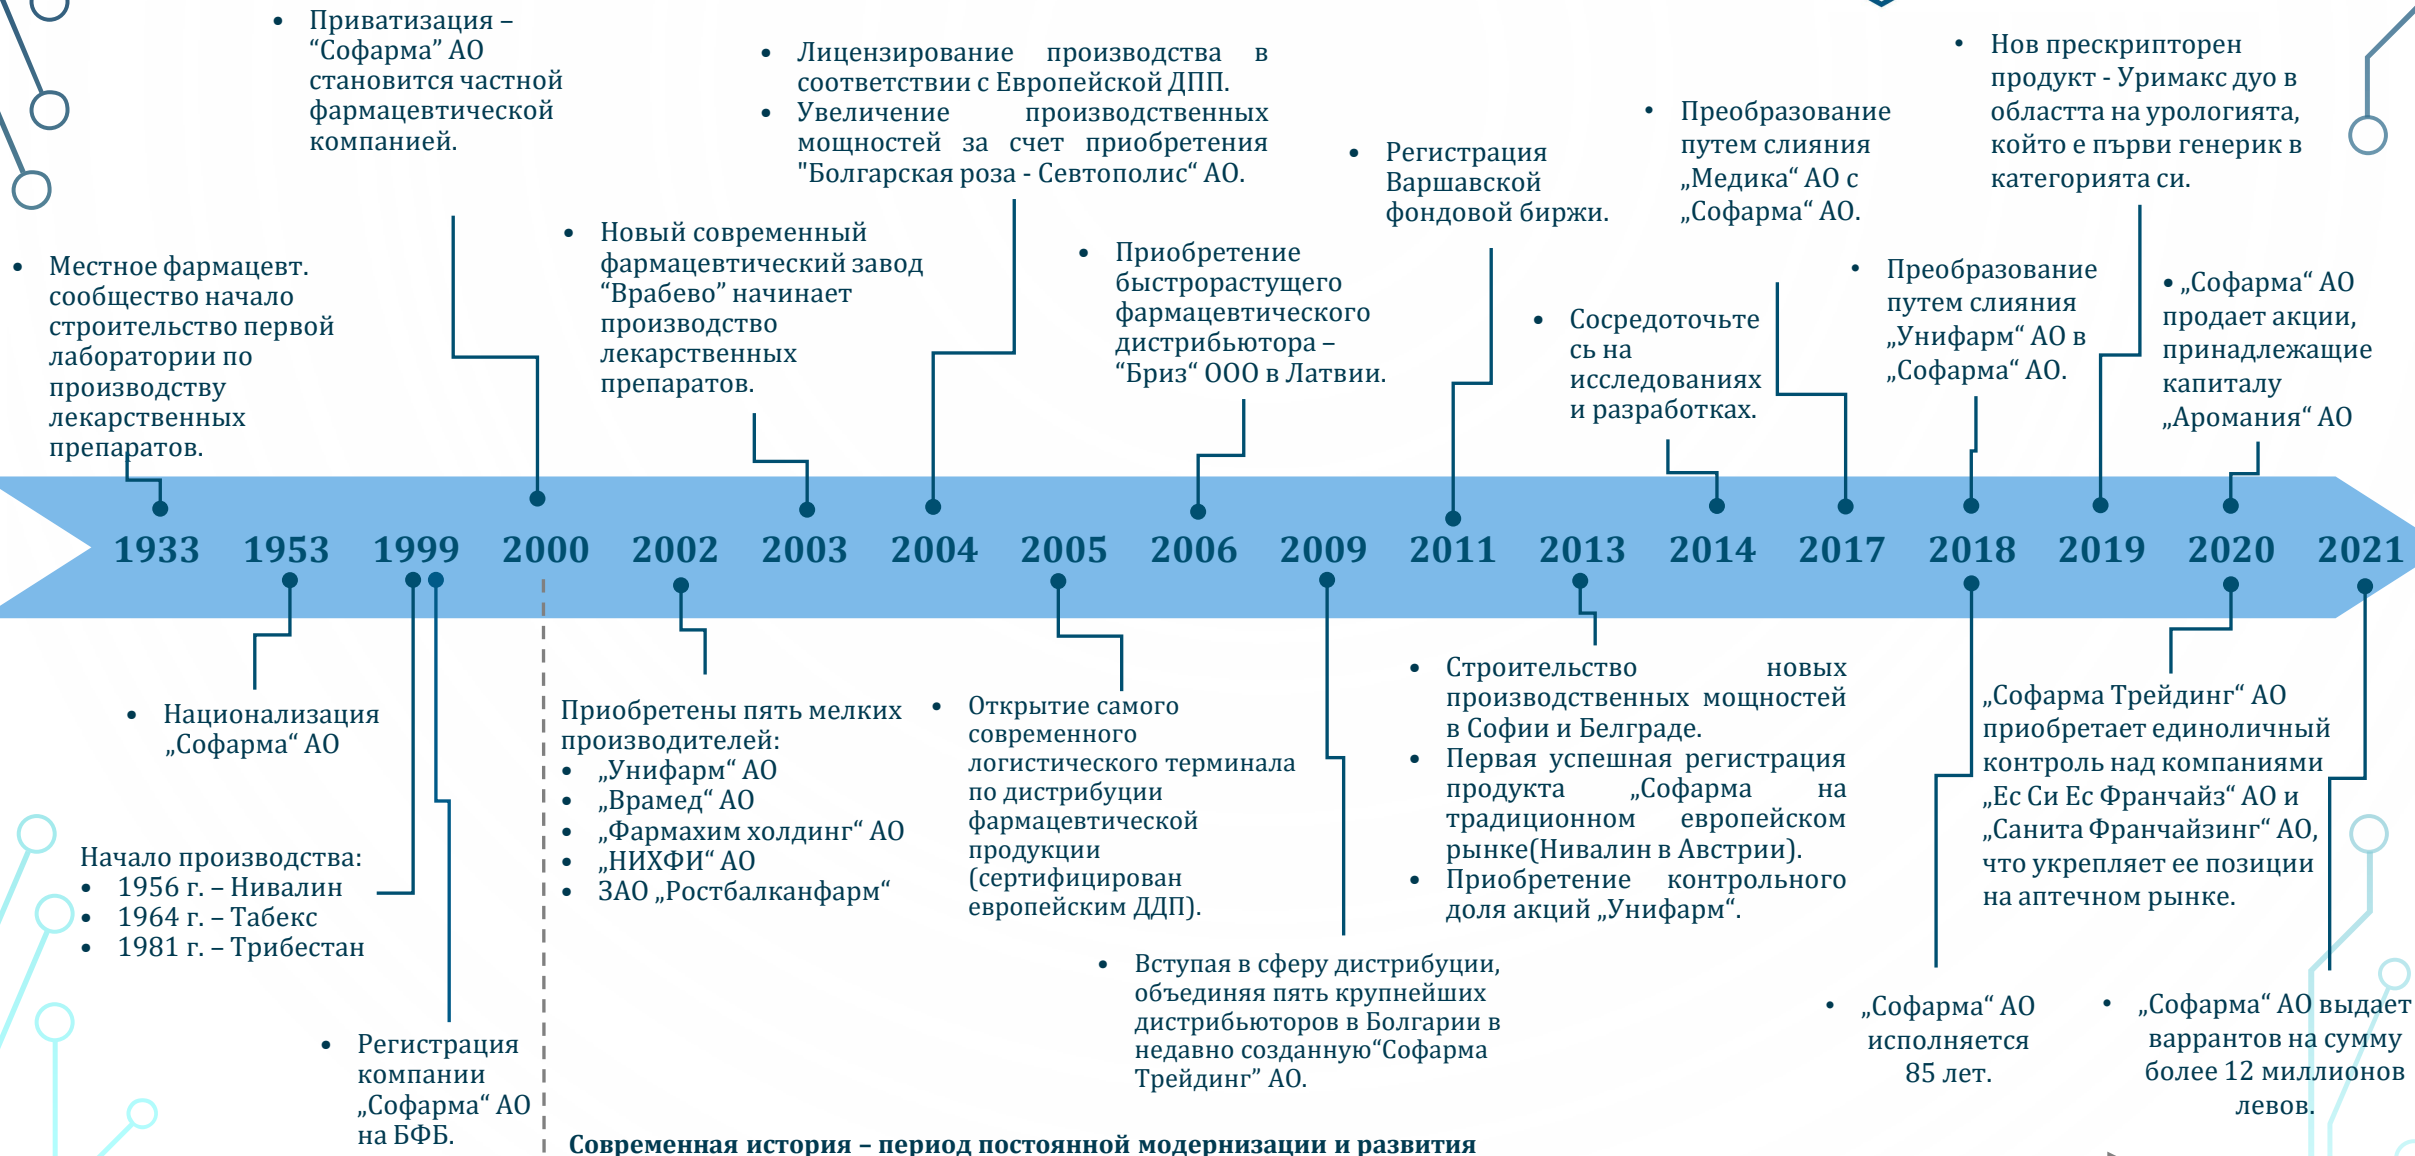 • Приватизация –
“Софарма” АО
становится частной
фармацевтической
компанией.
• Лицензирование производства в
соответствии с Европейской ДПП.
• Увеличение производственных
мощностей за счет приобретения
"Болгарская роза - Севтополис“ АО.
• Нов прескрипторен
продукт - Уримакс дуо в
областта на урологията,
който е първи генерик в
категорията си.
• Преобразование
путем слияния
„Медика“ АО с
„Софарма“ АО.
• Регистрация
Варшавской
фондовой биржи.
• Местное фармацевт.
сообщество начало
строительство первой
лаборатории по
производству
лекарственных
препаратов.
• Новый современный
фармацевтический завод
“Врабево” начинает
производство
лекарственных
препаратов.
• Приобретение
быстрорастущего
фармацевтического
дистрибьютора –
“Бриз“ ООО в Латвии.
• Сосредоточьте
сь на
исследованиях
и разработках.
• Преобразование
путем слияния
„Унифарм“ АО в
„Софарма“ АО.
• „Софарма“ АО
продает акции,
принадлежащие
капиталу
„Аромания“ АО
1933 1953 1999 2000 2002 2003 2004 2005 2006 2009 2011 2013 2014 2017 2018 2019 2020 2021
• Национализация
„Софарма“ АО
Начало производства:
• 1956 г. – Нивалин
• 1964 г. – Табекс
• 1981 г. – Трибестан
• Регистрация
компании
„Софарма“ АО
на БФБ.
Приобретены пять мелких
производителей:
• „Унифарм“ АО
• „Врамед“ АО
• „Фармахим холдинг“ АО
• „НИХФИ“ АО
• ЗАО „Ростбалканфарм“
• Открытие самого
современного
логистического терминала
по дистрибуции
фармацевтической
продукции
(сертифицирован
европейским ДДП).
• Вступая в сферу дистрибуции,
объединяя пять крупнейших
дистрибьюторов в Болгарии в
недавно созданную“Софарма
Трейдинг” АО.
• Строительство новых
производственных мощностей
в Софии и Белграде.
• Первая успешная регистрация
продукта „Софарма на
традиционном европейском
рынке(Нивалин в Австрии).
• Приобретение контрольного
доля акций „Унифарм“.
• „Софарма“ АО
исполняется
85 лет.
„Софарма Трейдинг“ АО
приобретает единоличный
контроль над компаниями
„Ес Си Ес Франчайз“ АО и
„Санита Франчайзинг“ АО,
что укрепляет ее позиции
на аптечном рынке.
• „Софарма“ АО выдает
варрантов на сумму
более 12 миллионов
левов.
Современная история – период постоянной модернизации и развития